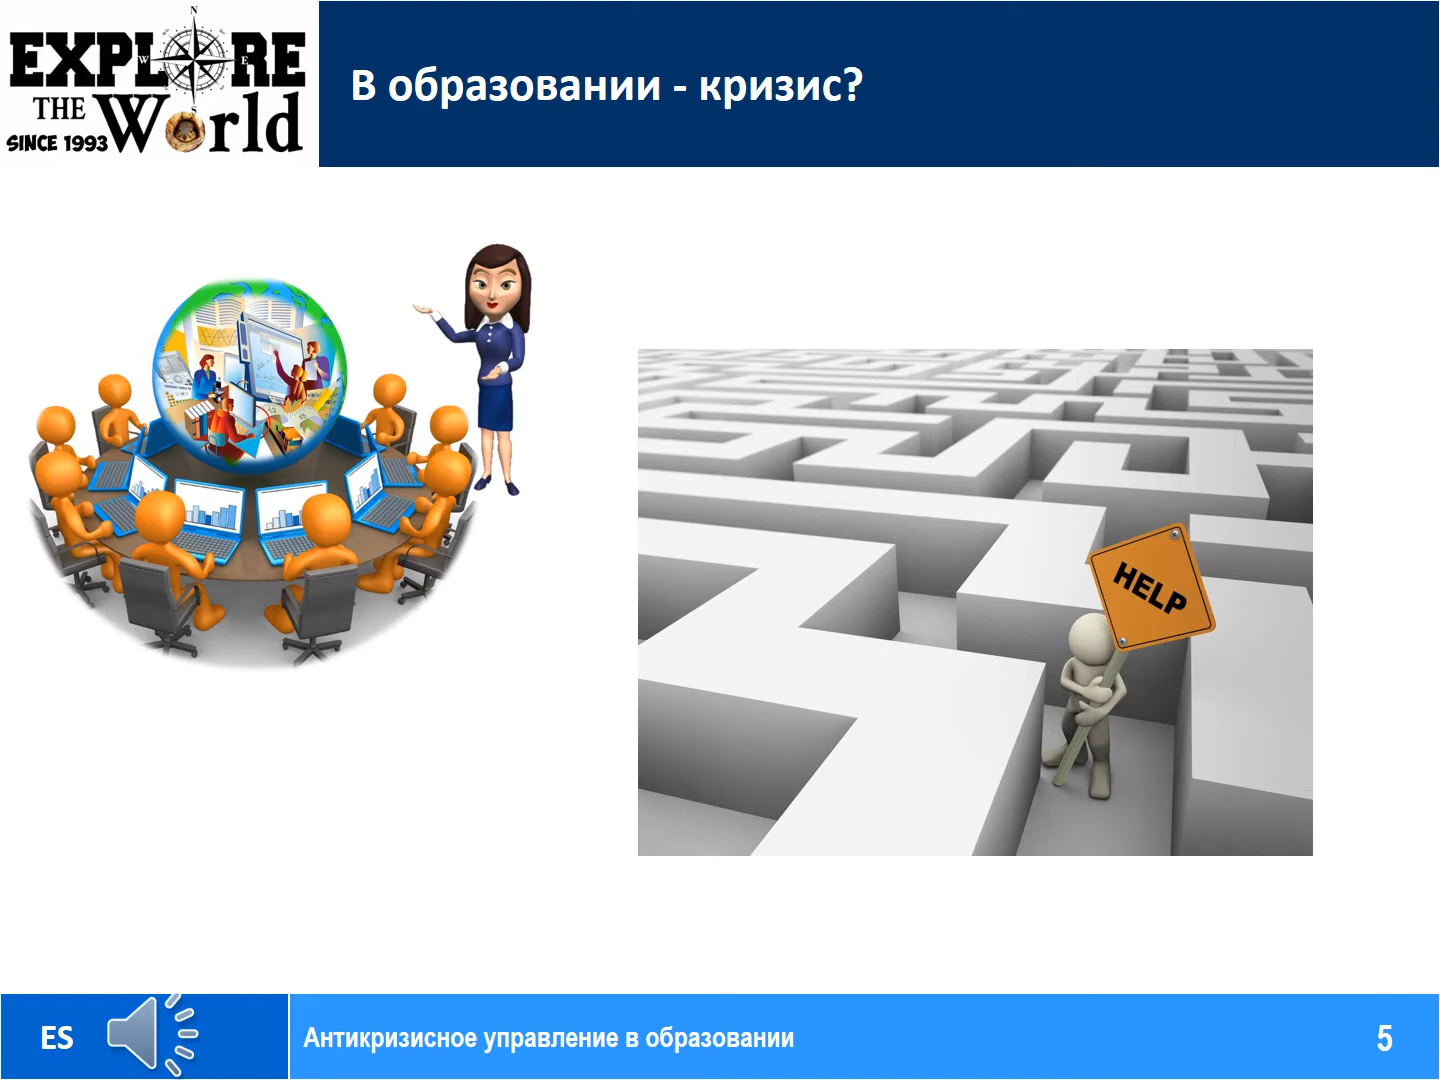 N
EXPLORE
W E
THE World
S
SINCE 1993
В образовании - кризис?
HELP
ES
Антикризисное управление в образовании
5